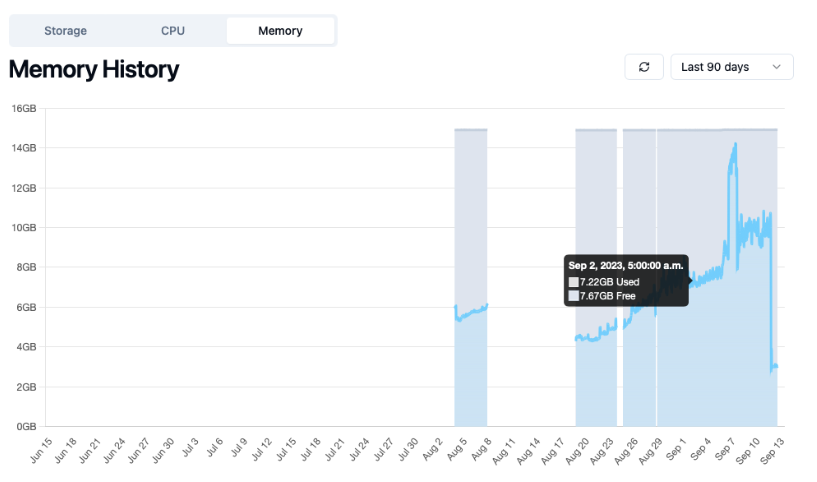 Storage CPU Memory
Memory History
Last 90 days
16GB
14GB
12GB
10GB
8GB
6GB
4GB
2GB
0GB
Sep 2, 2023, 5:00:00 a.m.
7.22GB Used
7.67GB Free
Jun 15 Jun 18 Jun 21 Jun 24 Jun 27 Jun 30 Jul 3 Jul 6 Jul 9 Jul 12 Jul 15 Jul 18 Jul 21 Jul 24 Jul 27 Jul 30 Aug 2 Aug 5 Aug 8 Aug 11 Aug 14 Aug 17 Aug 20 Aug 23 Aug 26 Aug 29 Sep 1 Sep 4 Sep 7 Sep 10 Sep 13